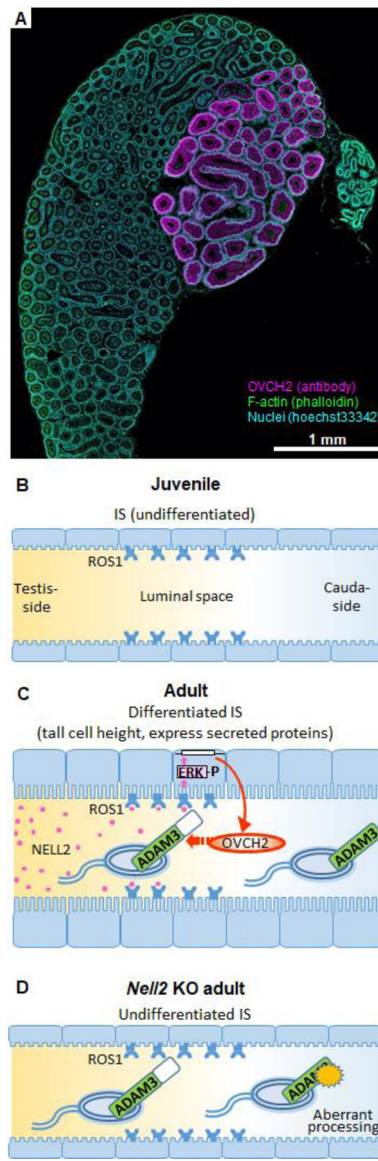 A
OVCH2 (antibody)
F-actin (phalloidin)
Nuclei (hoechst33342)
1 mm
B
Juvenile
IS (undifferentiated)
ROS1
Testis-
side
Luminal space
Cauda-
side
C
Adult
Differentiated IS
(tall cell height, express secreted proteins)
ERK-P
ROS1
NELL2
ADAM3
OVCH2
ADAM3
D
Nell2 KO adult
Undifferentiated IS
ROS1
ADAM3
Aberrant
processing